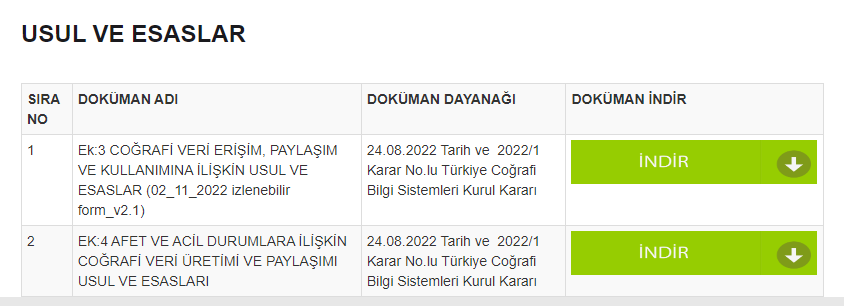 USUL VE ESASLAR
SIRA NO DOKÜMAN ADI DOKÜMAN DAYANAĞI DOKÜMAN İNDİR
1 Ek:3 COĞRAFİ VERİ ERİŞİM, PAYLAŞIM
VE KULLANIMINA İLİŞKİN USUL VE
ESASLAR (02_11_2022 izlenebilir
form_v2.1)
24.08.2022 Tarih ve 2022/1
Karar No.lu Türkiye Coğrafi
Bilgi Sistemleri Kurul Kararı
İNDİR
2 EK:4 AFET VE ACİL DURUMLARA İLİŞKİN
COĞRAFİ VERİ ÜRETİMİ VE PAYLAŞIMI
USUL VE ESASLARI
24.08.2022 Tarih ve 2022/1
Karar No.lu Türkiye Coğrafi
Bilgi Sistemleri Kurul Kararı
İNDİR